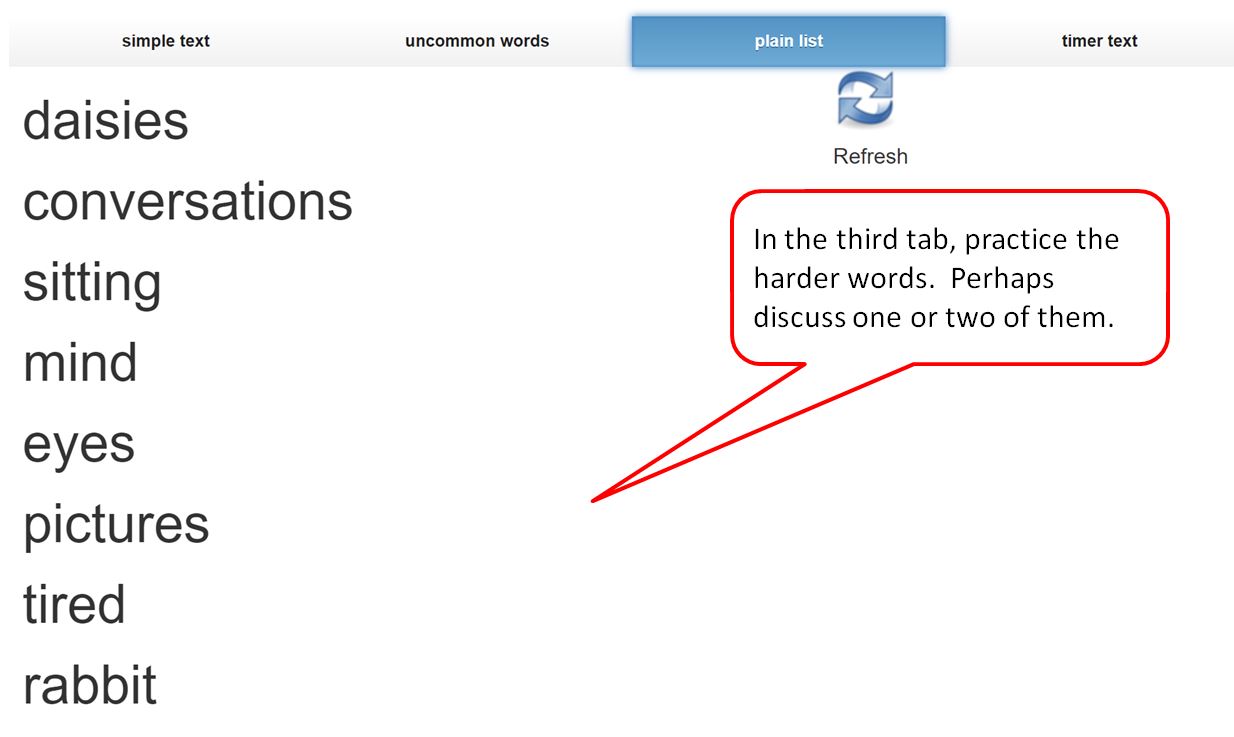 simple text
uncommon words
plain list
timer text
daisies
conversations
sitting
mind
eyes
pictures
tired
rabbit
Refresh
In the third tab, practice the
harder words.  Perhaps
discuss one or two of them.